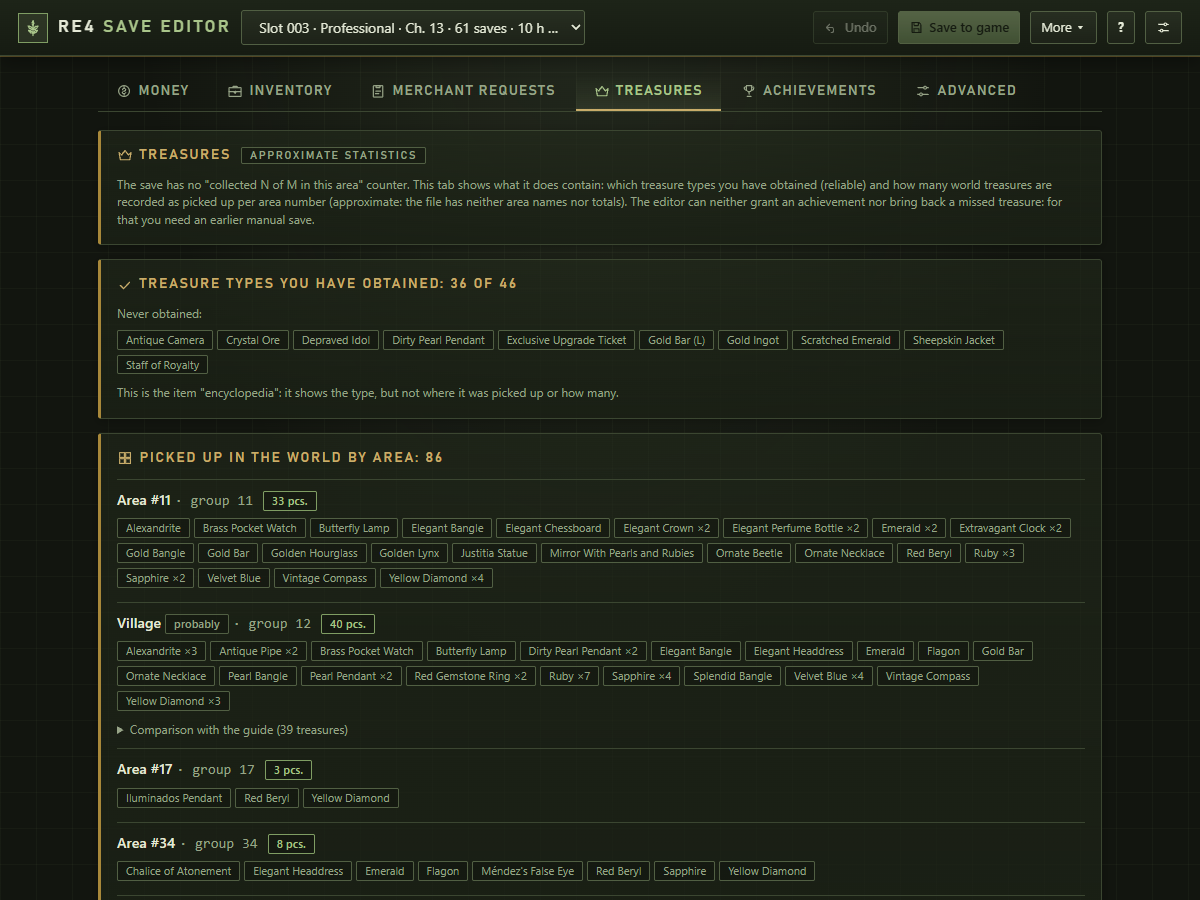 RE4 SAVE EDITOR
Slot 003 · Professional · Ch. 13 · 61 saves · 10 h ...
Undo
Save to game
More
?
MONEY
INVENTORY
MERCHANT REQUESTS
TREASURES
ACHIEVEMENTS
ADVANCED
TREASURES APPROXIMATE STATISTICS
The save has no "collected N of M in this area" counter. This tab shows what it does contain: which treasure types you have obtained (reliable) and how many world treasures are
recorded as picked up per area number (approximate: the file has neither area names nor totals). The editor can neither grant an achievement nor bring back a missed treasure: for
that you need an earlier manual save.
TREASURE TYPES YOU HAVE OBTAINED: 36 OF 46
Never obtained:
Antique Camera Crystal Ore Depraved Idol Dirty Pearl Pendant Exclusive Upgrade Ticket Gold Bar (L) Gold Ingot Scratched Emerald Sheepskin Jacket
Staff of Royalty
This is the item "encyclopedia": it shows the type, but not where it was picked up or how many.
PICKED UP IN THE WORLD BY AREA: 86
Area #11 · group 11 33 pcs.
Alexandrite Brass Pocket Watch Butterfly Lamp Elegant Bangle Elegant Chessboard Elegant Crown ×2 Elegant Perfume Bottle ×2 Emerald ×2 Extravagant Clock ×2
Gold Bangle Gold Bar Golden Hourglass Golden Lynx Justitia Statue Mirror With Pearls and Rubies Ornate Beetle Ornate Necklace Red Beryl Ruby ×3
Sapphire ×2 Velvet Blue Vintage Compass Yellow Diamond ×4
Village probably · group 12 40 pcs.
Alexandrite ×3 Antique Pipe ×2 Brass Pocket Watch Butterfly Lamp Dirty Pearl Pendant ×2 Elegant Bangle Elegant Headdress Emerald Flagon Gold Bar
Ornate Necklace Pearl Bangle Pearl Pendant ×2 Red Gemstone Ring ×2 Ruby ×7 Sapphire ×4 Splendid Bangle Velvet Blue ×4 Vintage Compass
Yellow Diamond ×3
Comparison with the guide (39 treasures)
Area #17 · group 17 3 pcs.
Iluminados Pendant Red Beryl Yellow Diamond
Area #34 · group 34 8 pcs.
Chalice of Atonement Elegant Headdress Emerald Flagon Méndez's False Eye Red Beryl Sapphire Yellow Diamond